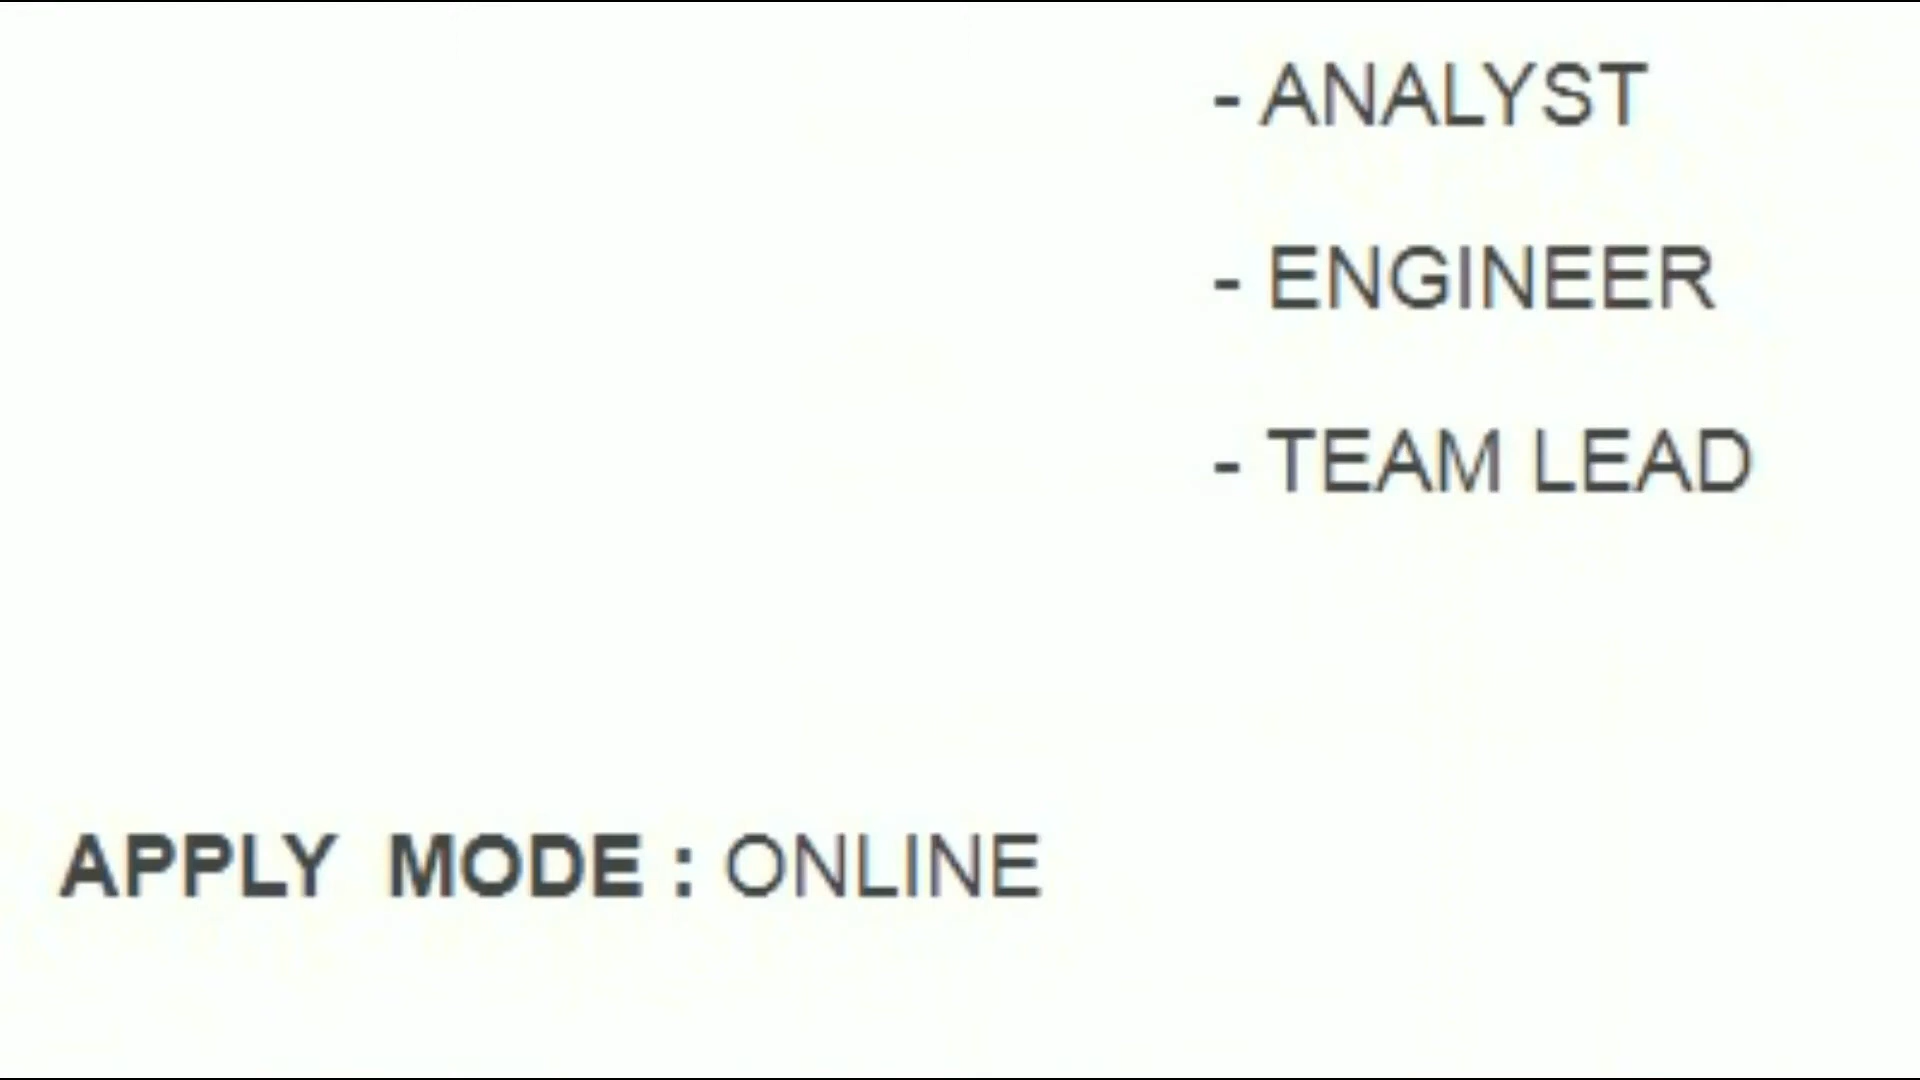 - ANALYST
- ENGINEER
- TEAM LEAD
APPLY MODE : ONLINE